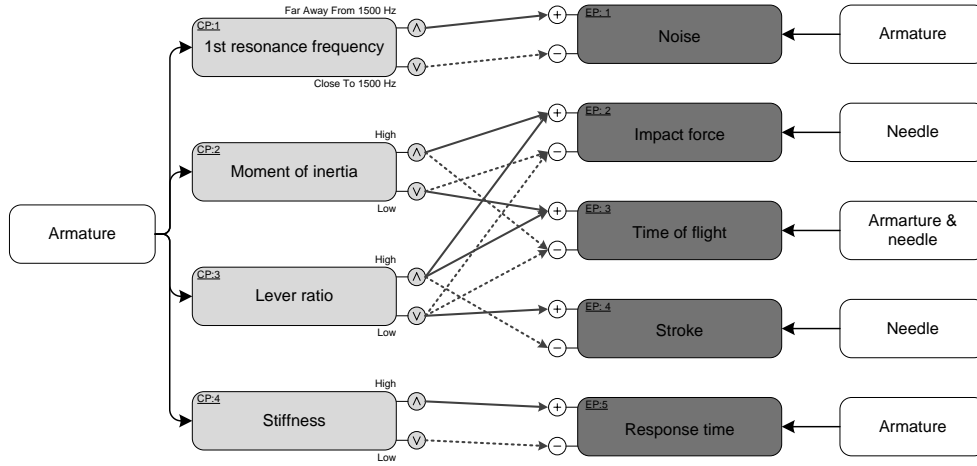 Far Away From 1500 Hz
CP:1
1st resonance frequency
Close To 1500 Hz
EP: 1
Noise
Armature
High
CP:2
Moment of inertia
Low
EP: 2
Impact force
Needle
Armature
EP: 3
Time of flight
Armarture &
needle
High
CP:3
Lever ratio
Low
EP: 4
Stroke
Needle
High
CP:4
Stiffness
Low
EP:5
Response time
Armature